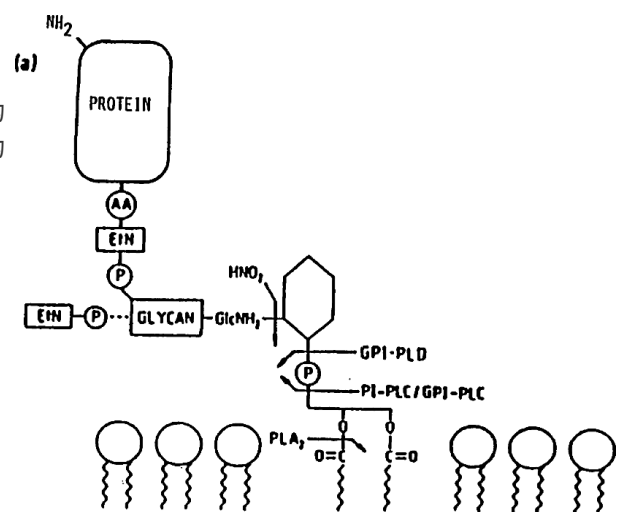 NH2
(a)
PROTEIN
AA
EtN
P
HNO2
EtN P GLYCAN GlcNH2
GPI-PLD
P
PI-PLC/GPI-PLC
PLA2
O O
O=C C=O